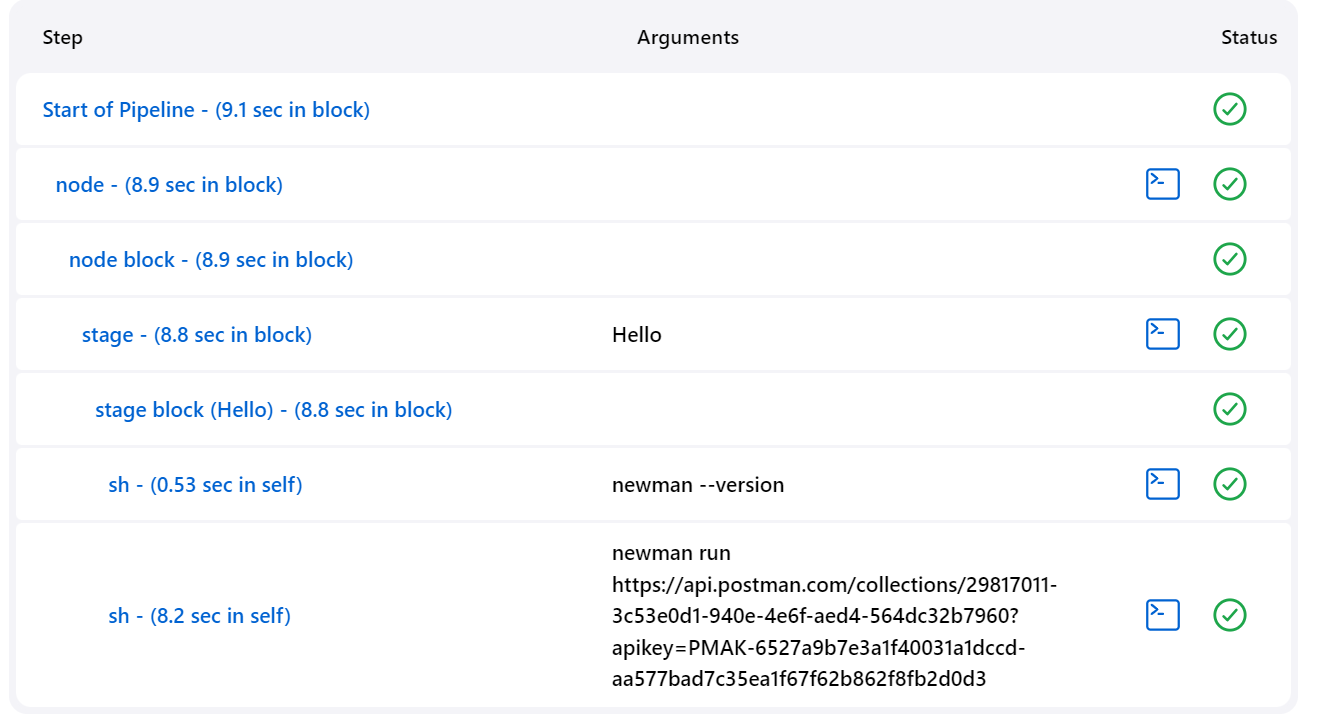 Step Arguments Status
Start of Pipeline - (9.1 sec in block)
node - (8.9 sec in block)
node block - (8.9 sec in block)
stage - (8.8 sec in block) Hello
stage block (Hello) - (8.8 sec in block)
sh - (0.53 sec in self) newman --version
newman run
https://api.postman.com/collections/29817011-
3c53e0d1-940e-4e6f-aed4-564dc32b7960?
sh - (8.2 sec in self)
apikey=PMAK-6527a9b7e3a1f40031a1dccd-
aa577bad7c35ea1f67f62b862f8fb2d0d3